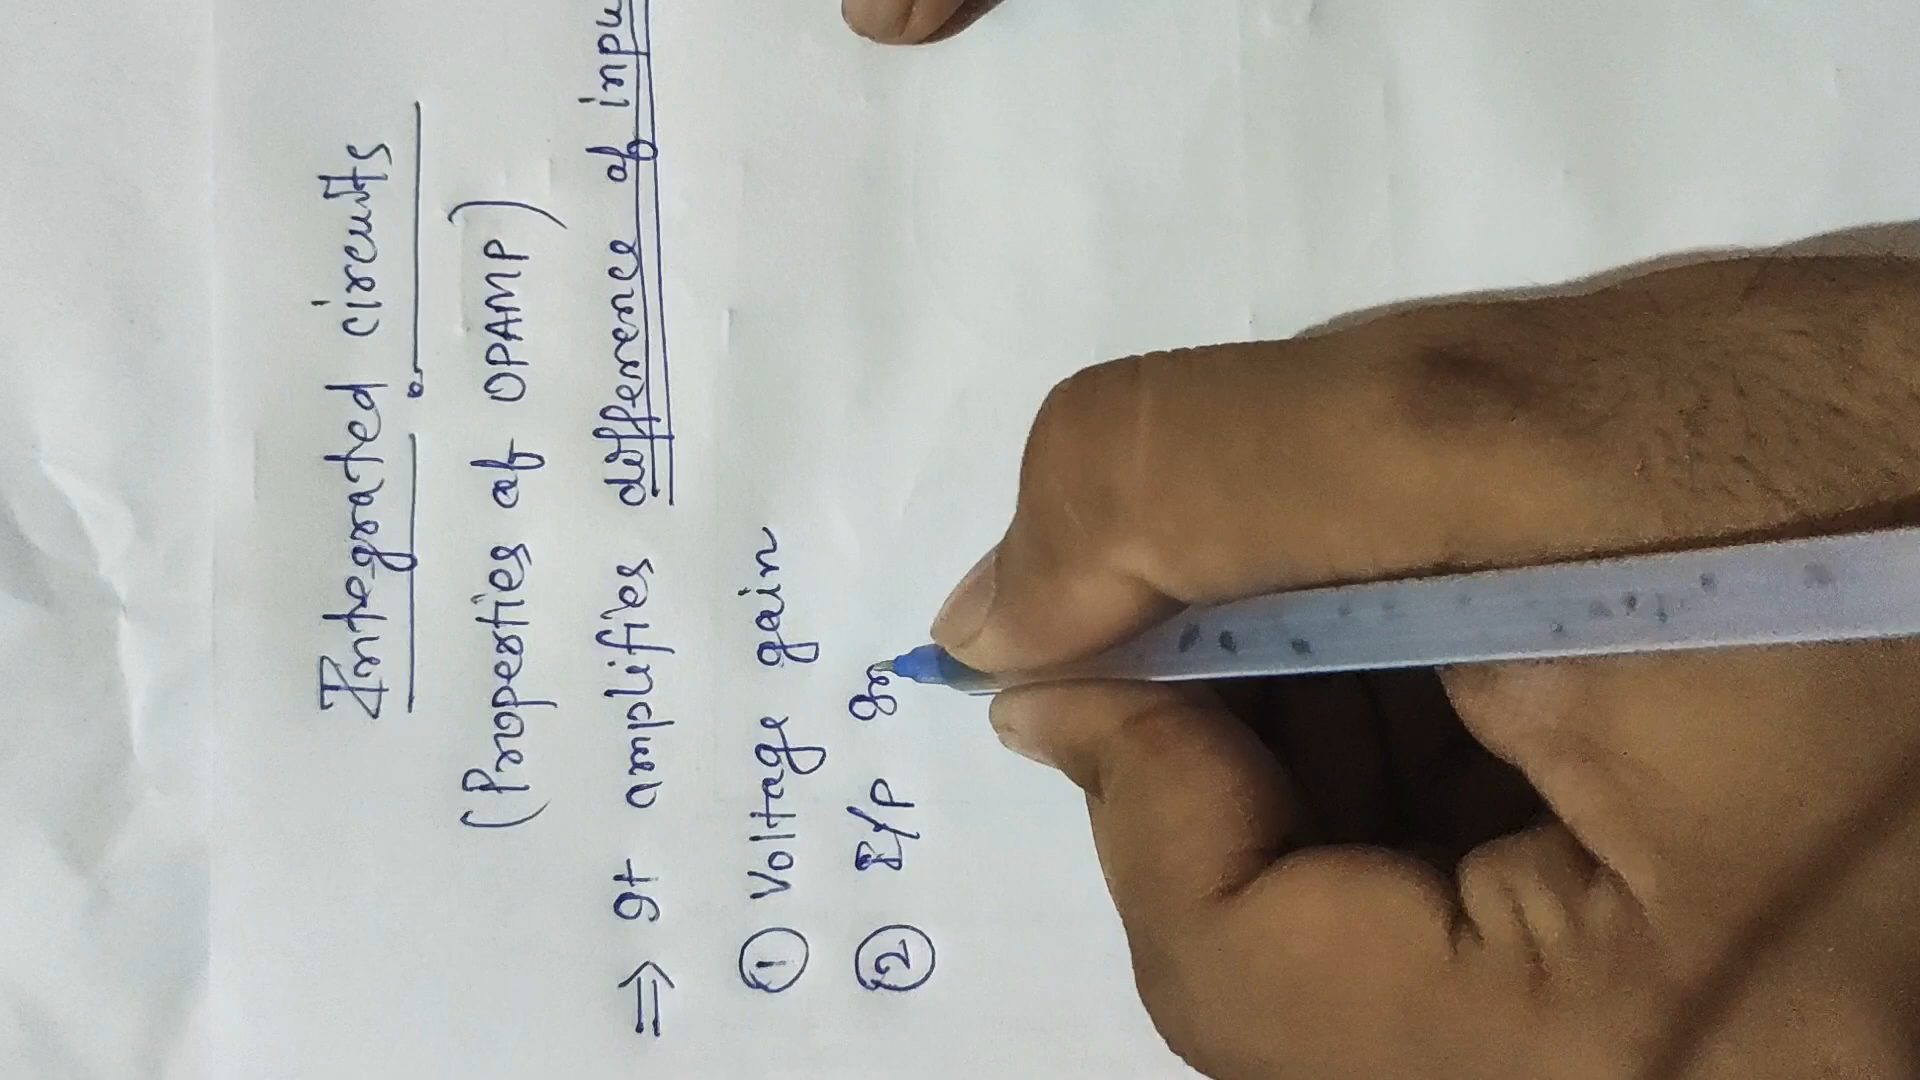 Integrated circuits
(Properties of OPAMP)
⇒ It amplifies difference of inpu
① Voltage gain
② I/P